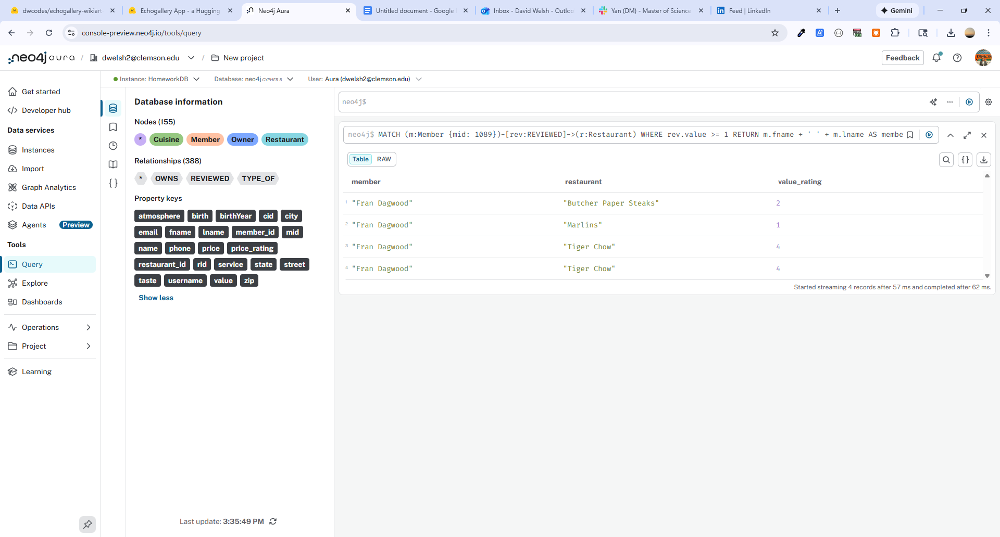 dwcodes/echogallery-wikiart
Echogallery App - a Hugging
Neo4j Aura
Untitled document - Google
Inbox - David Welsh - Outloo
Yan (DM) - Master of Science
Feed | LinkedIn
Gemini
console-preview.neo4j.io/tools/query
neo4j aura / dwelsh2@clemson.edu / New project
Feedback
Instance: HomeworkDB
Database: neo4j CYPHER 5
User: Aura (dwelsh2@clemson.edu)
Get started
Developer hub
Data services
Instances
Import
Graph Analytics
Data APIs
Agents Preview
Tools
Query
Explore
Dashboards
Operations
Project
Learning
Database information
Nodes (155)
* Cuisine Member Owner Restaurant
Relationships (388)
* OWNS REVIEWED TYPE_OF
Property keys
atmosphere birth birthYear cid city
email fname lname member_id mid
name phone price price_rating
restaurant_id rid service state street
taste username value zip
Show less
Last update: 3:35:49 PM
neo4j$
neo4j$ MATCH (m:Member {mid: 1089})-[rev:REVIEWED]->(r:Restaurant) WHERE rev.value >= 1 RETURN m.fname + ' ' + m.lname AS membe
Table RAW
member restaurant value_rating
1 "Fran Dagwood" "Butcher Paper Steaks" 2
2 "Fran Dagwood" "Marlins" 1
3 "Fran Dagwood" "Tiger Chow" 4
4 "Fran Dagwood" "Tiger Chow" 4
Started streaming 4 records after 57 ms and completed after 62 ms.